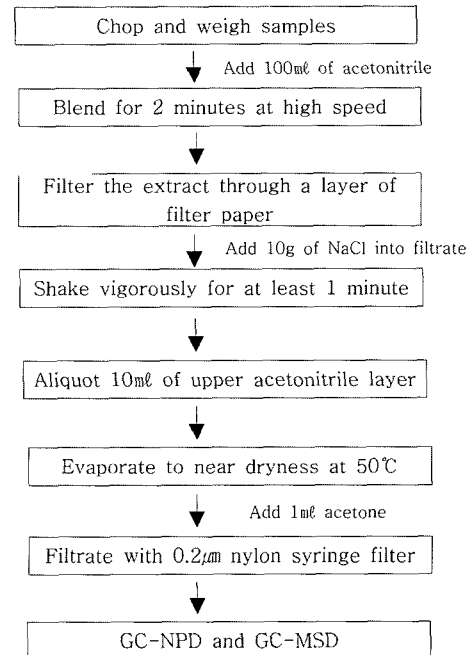 Chop and weigh samples
Add 100㎖ of acetonitrile
Blend for 2 minutes at high speed
Filter the extract through a layer of
filter paper
Add 10g of NaCl into filtrate
Shake vigorously for at least 1 minute
Aliquot 10㎖ of upper acetonitrile layer
Evaporate to near dryness at 50℃
Add 1㎖ acetone
Filtrate with 0.2㎛ nylon syringe filter
GC-NPD and GC-MSD